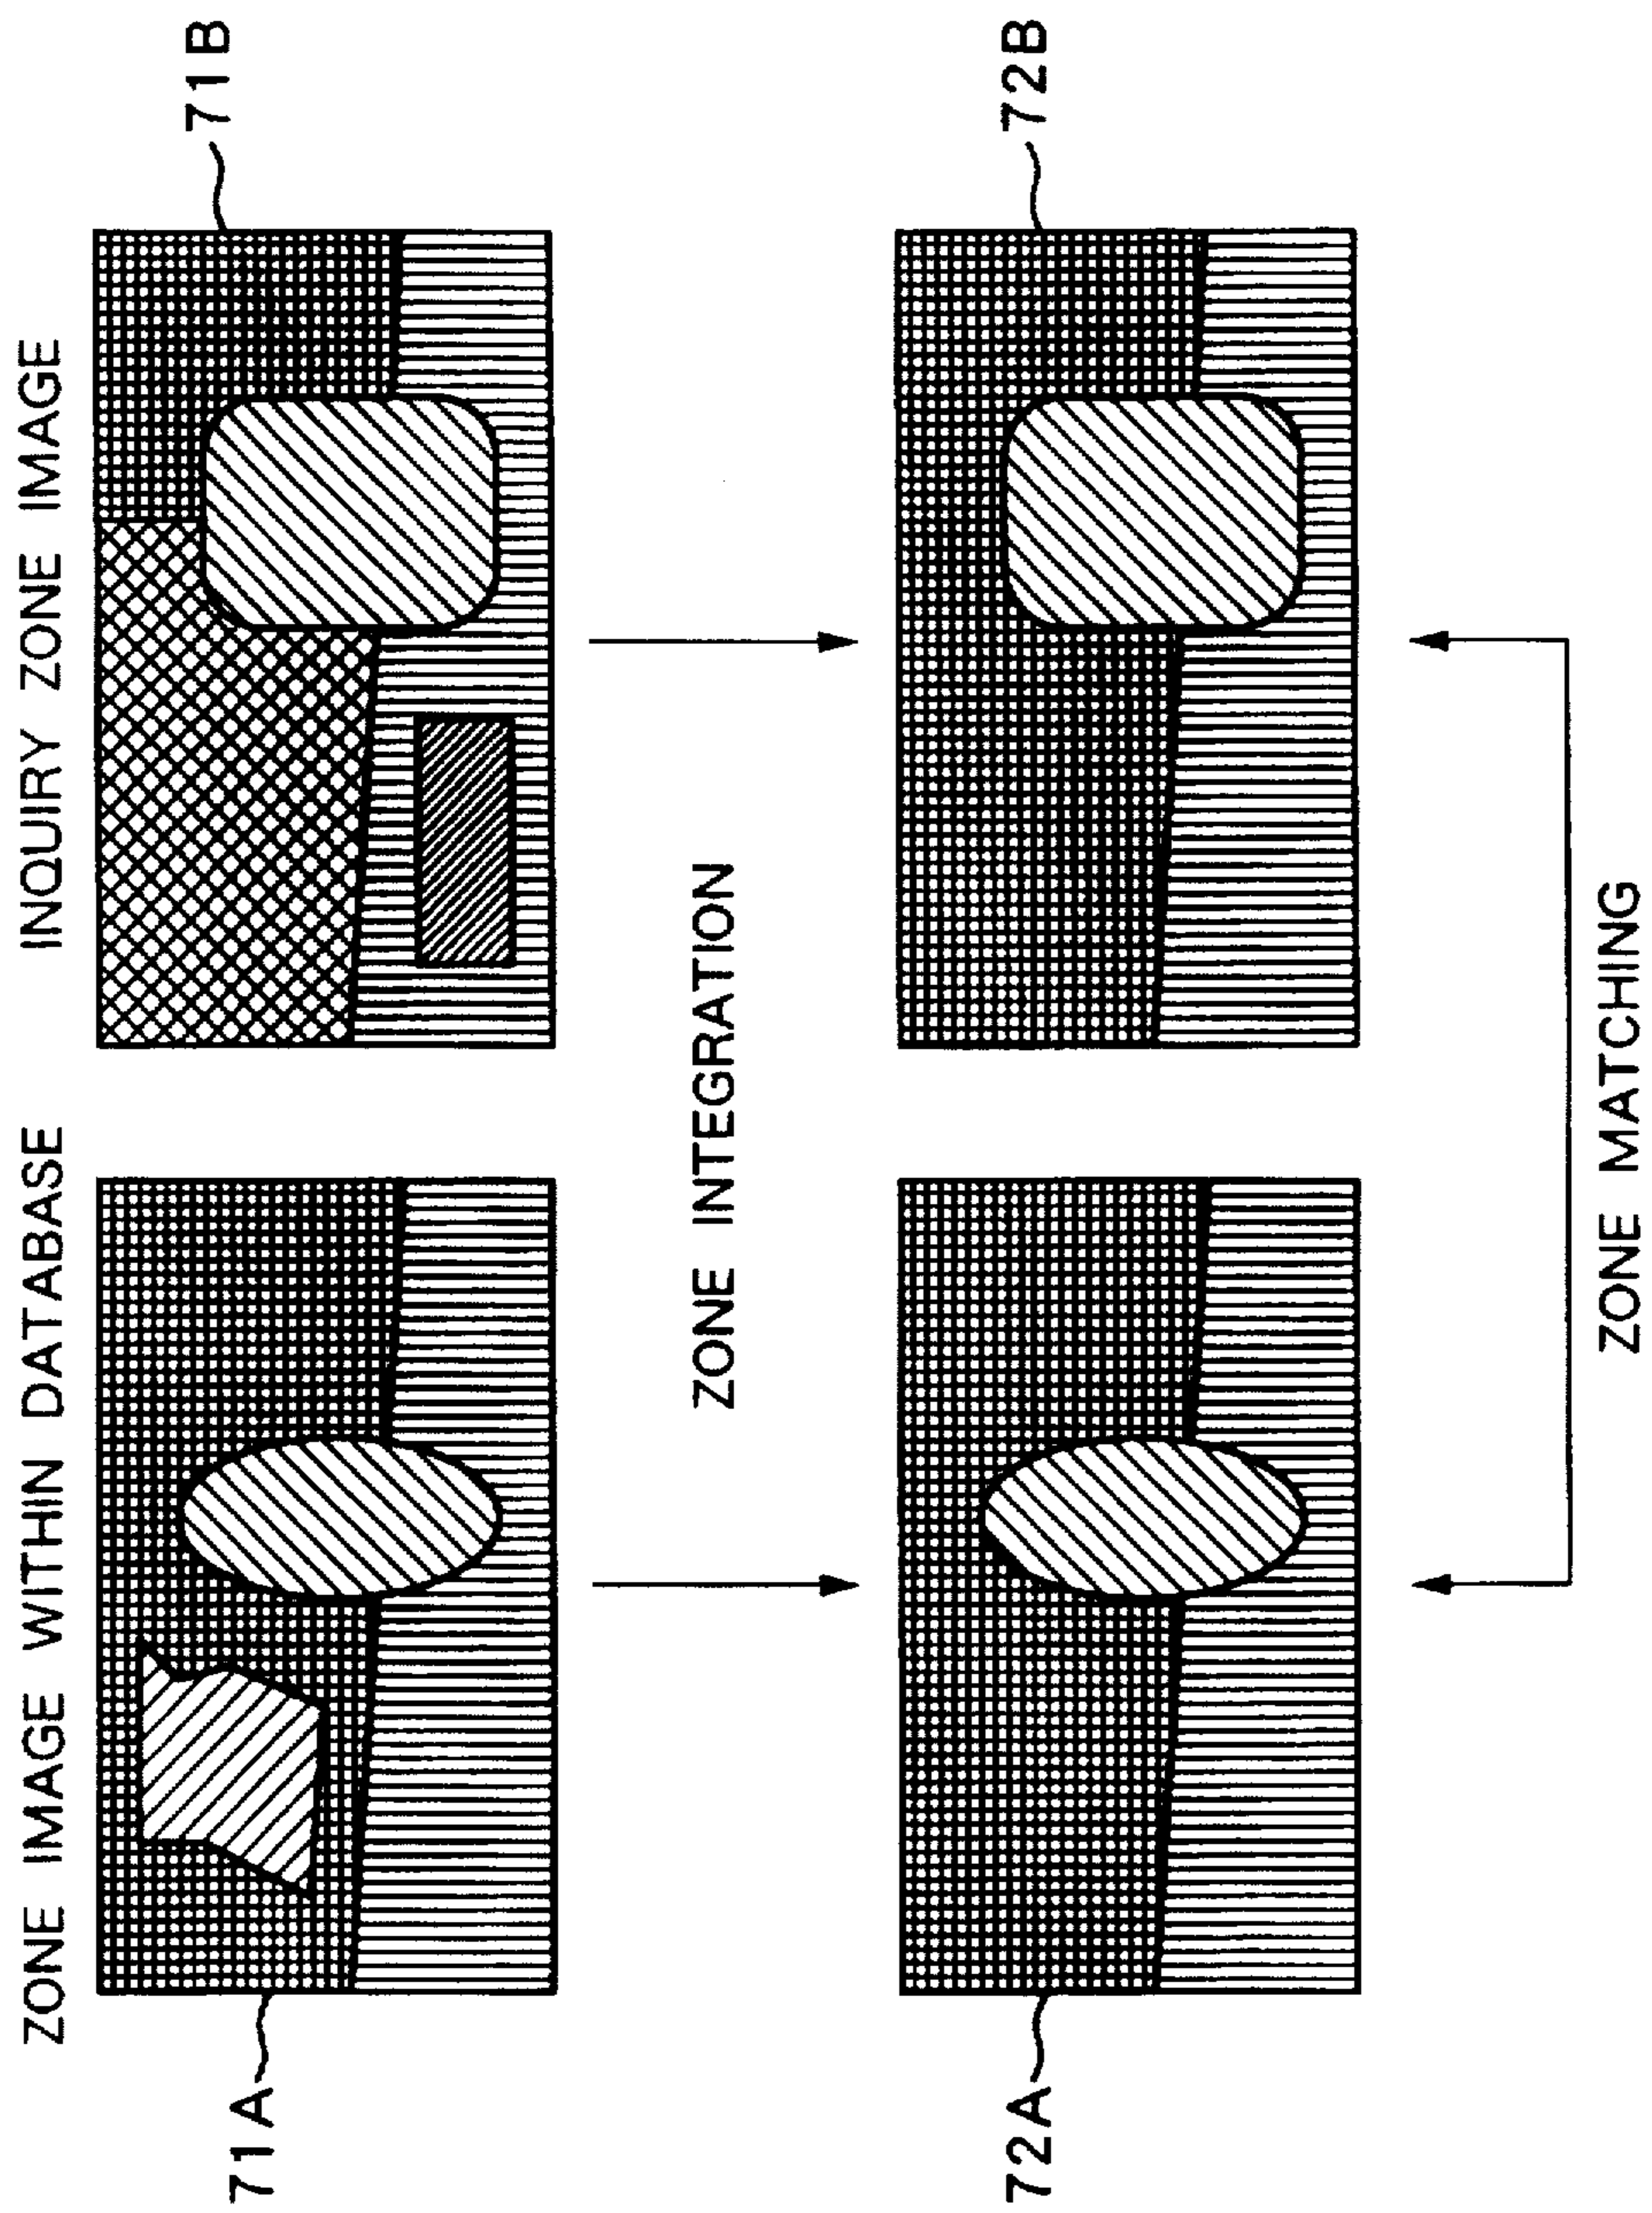 ZONE IMAGE WITHIN DATABASE
INQUIRY ZONE IMAGE
71A
71B
ZONE INTEGRATION
72A
72B
ZONE MATCHING